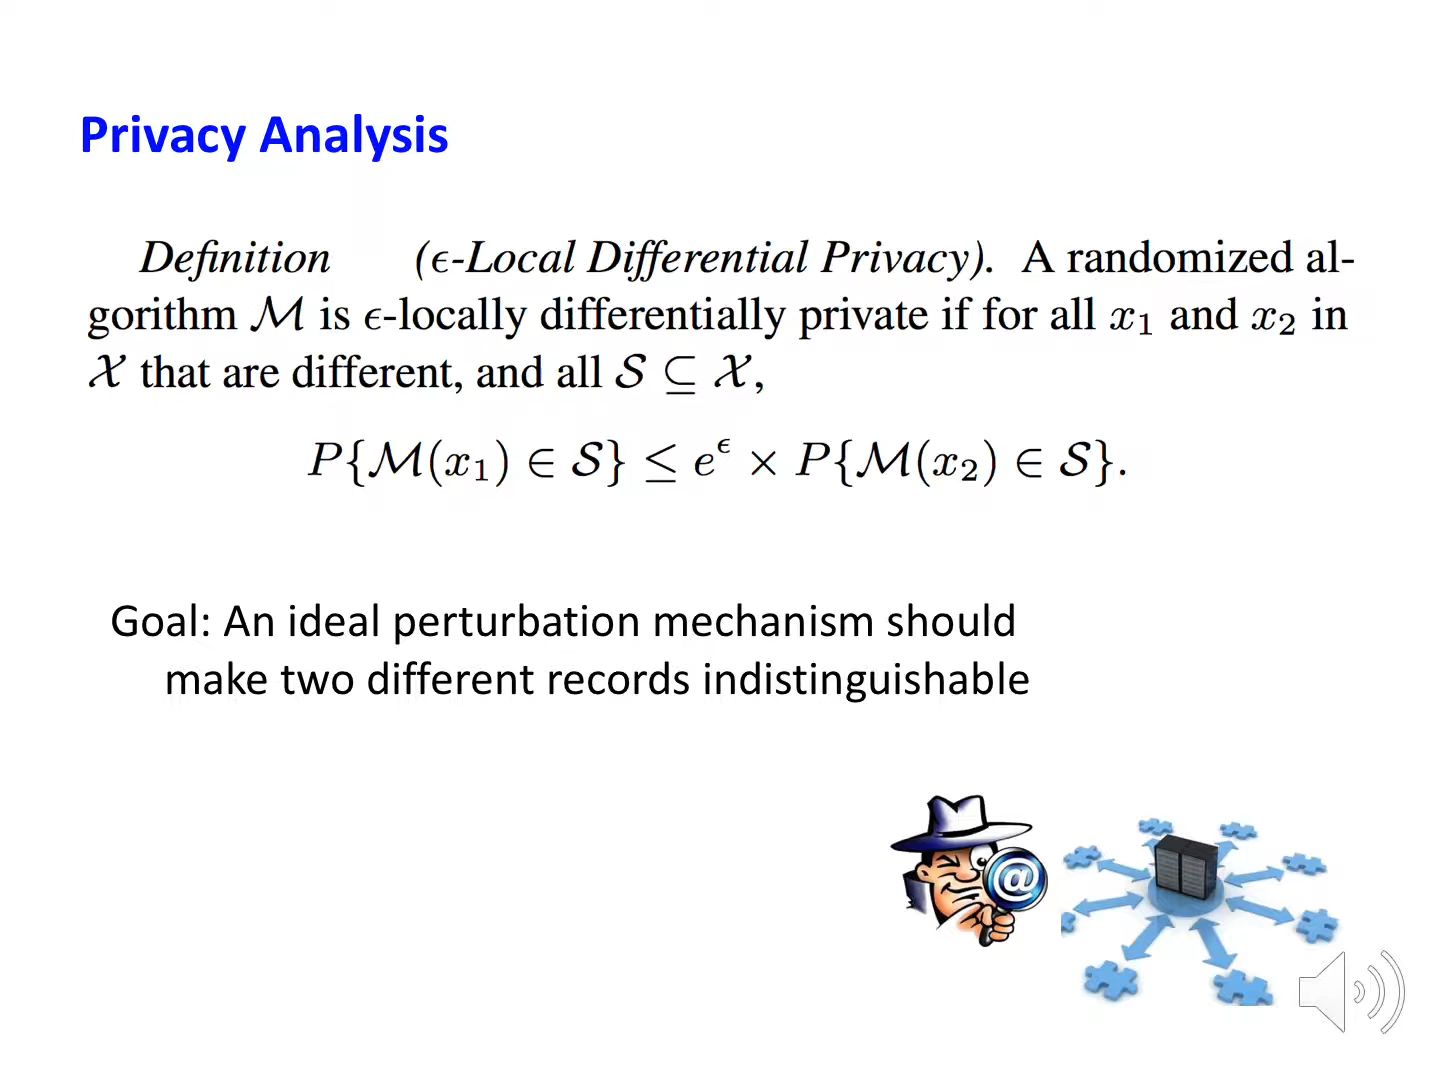 Privacy Analysis
Definition (ϵ-Local Differential Privacy). A randomized al-
gorithm ℳ is ϵ-locally differentially private if for all x₁ and x₂ in
𝒳 that are different, and all 𝒮 ⊆ 𝒳,
P{ℳ(x₁) ∈ 𝒮} ≤ e^ϵ × P{ℳ(x₂) ∈ 𝒮}.
Goal: An ideal perturbation mechanism should
make two different records indistinguishable
@